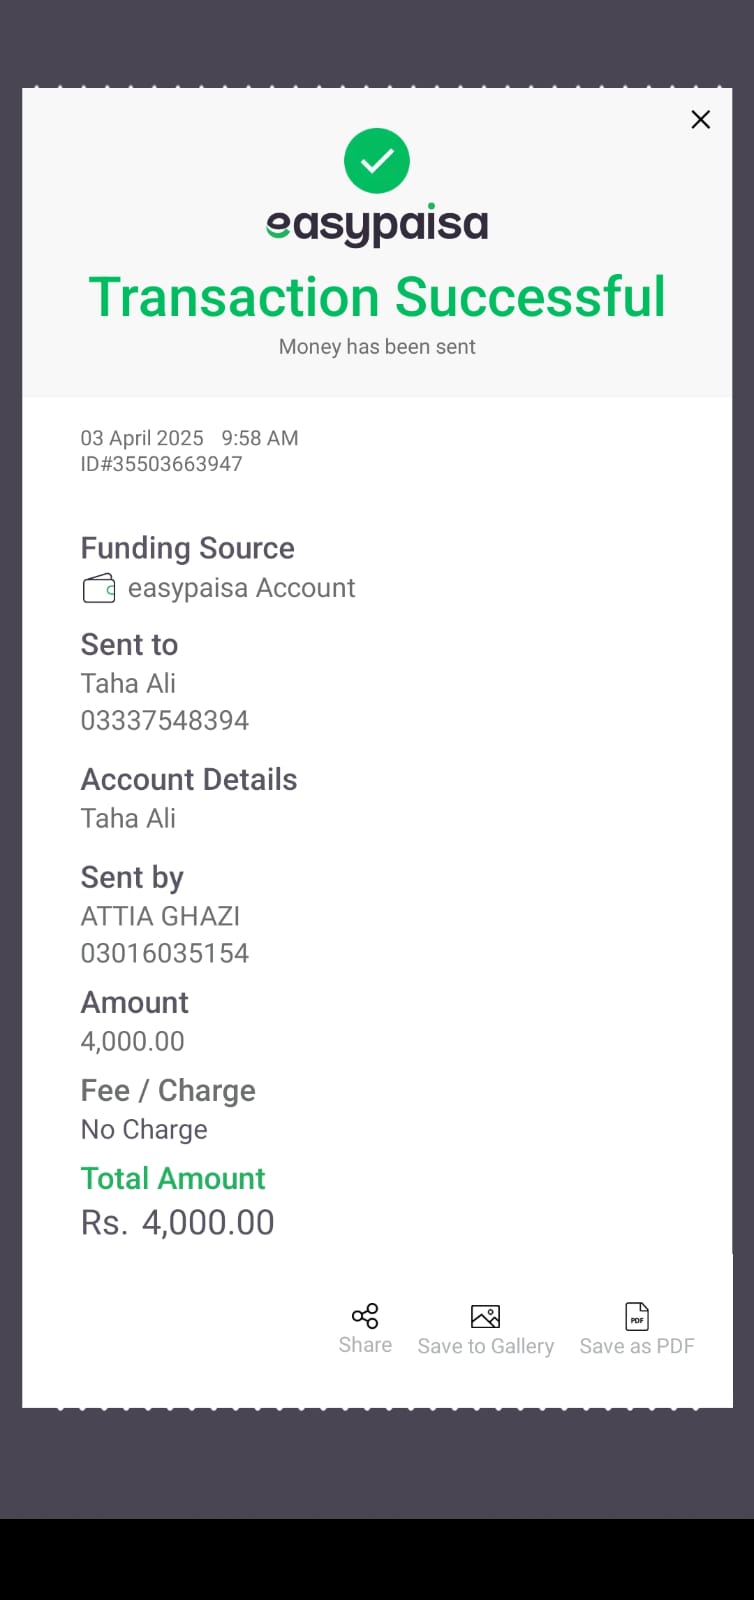 easypaisa
Transaction Successful
Money has been sent
03 April 2025 9:58 AM
ID#35503663947
Funding Source
easypaisa Account
Sent to
Taha Ali
03337548394
Account Details
Taha Ali
Sent by
ATTIA GHAZI
03016035154
Amount
4,000.00
Fee / Charge
No Charge
Total Amount
Rs. 4,000.00
PDF
Share Save to Gallery Save as PDF